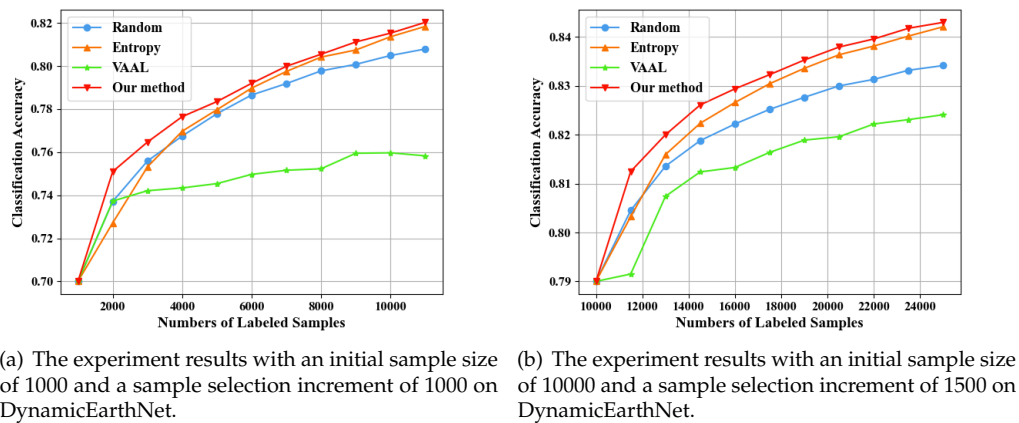 0.82
0.80
0.78
0.76
0.74
0.72
0.70
Classification Accuracy
Random
Entropy
VAAL
Our method
2000 4000 6000 8000 10000
Numbers of Labeled Samples
0.84
0.83
0.82
0.81
0.80
0.79
Classification Accuracy
Random
Entropy
VAAL
Our method
10000 12000 14000 16000 18000 20000 22000 24000
Numbers of Labeled Samples
(a) The experiment results with an initial sample size
of 1000 and a sample selection increment of 1000 on
DynamicEarthNet.
(b) The experiment results with an initial sample size
of 10000 and a sample selection increment of 1500 on
DynamicEarthNet.